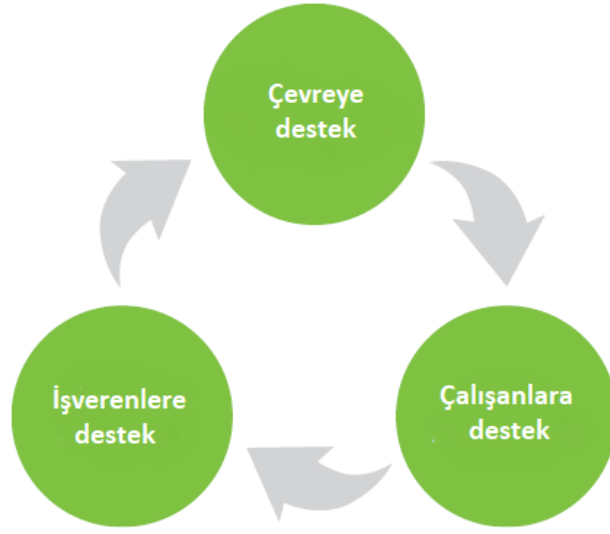 Çevreye
destek
İşverenlere
destek
Çalışanlara
destek